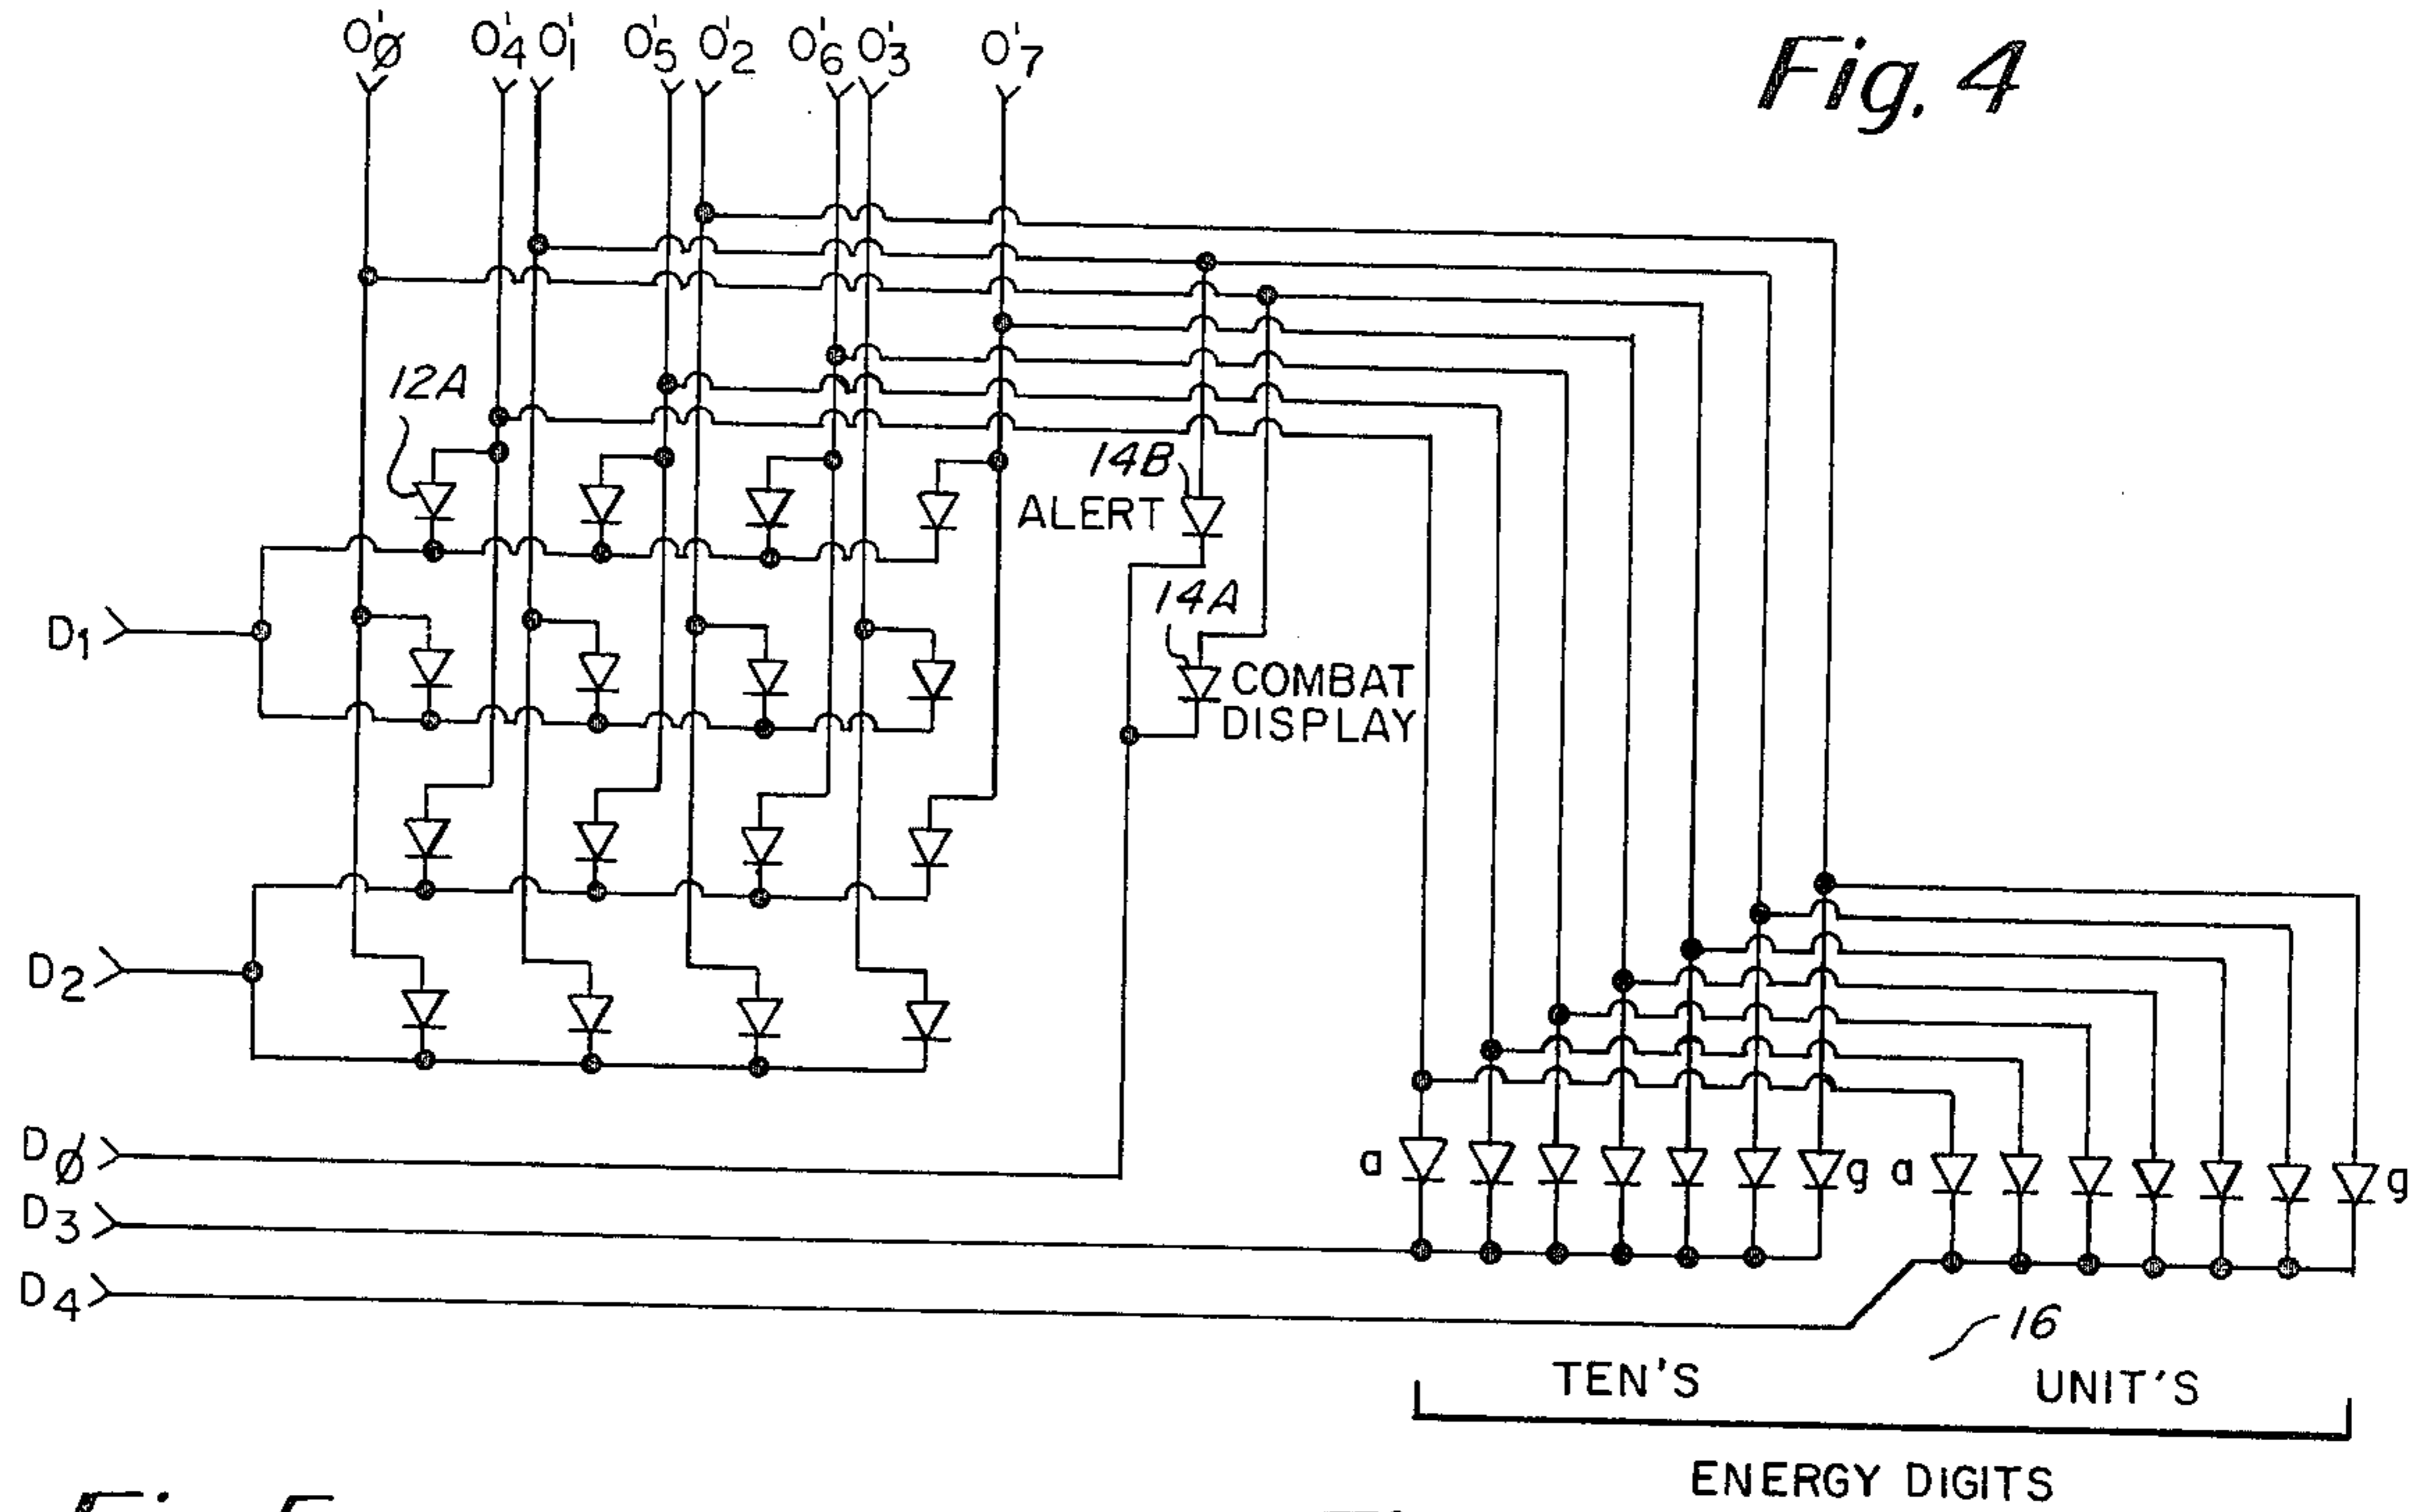 O'ø O'4 O'1 O'5 O'2 O'6 O'3 O'7
Fig. 4
12A
14B
ALERT
14A
COMBAT
DISPLAY
D1
D2
Dø
D3
D4
a g a g
16
TEN'S UNIT'S
ENERGY DIGITS